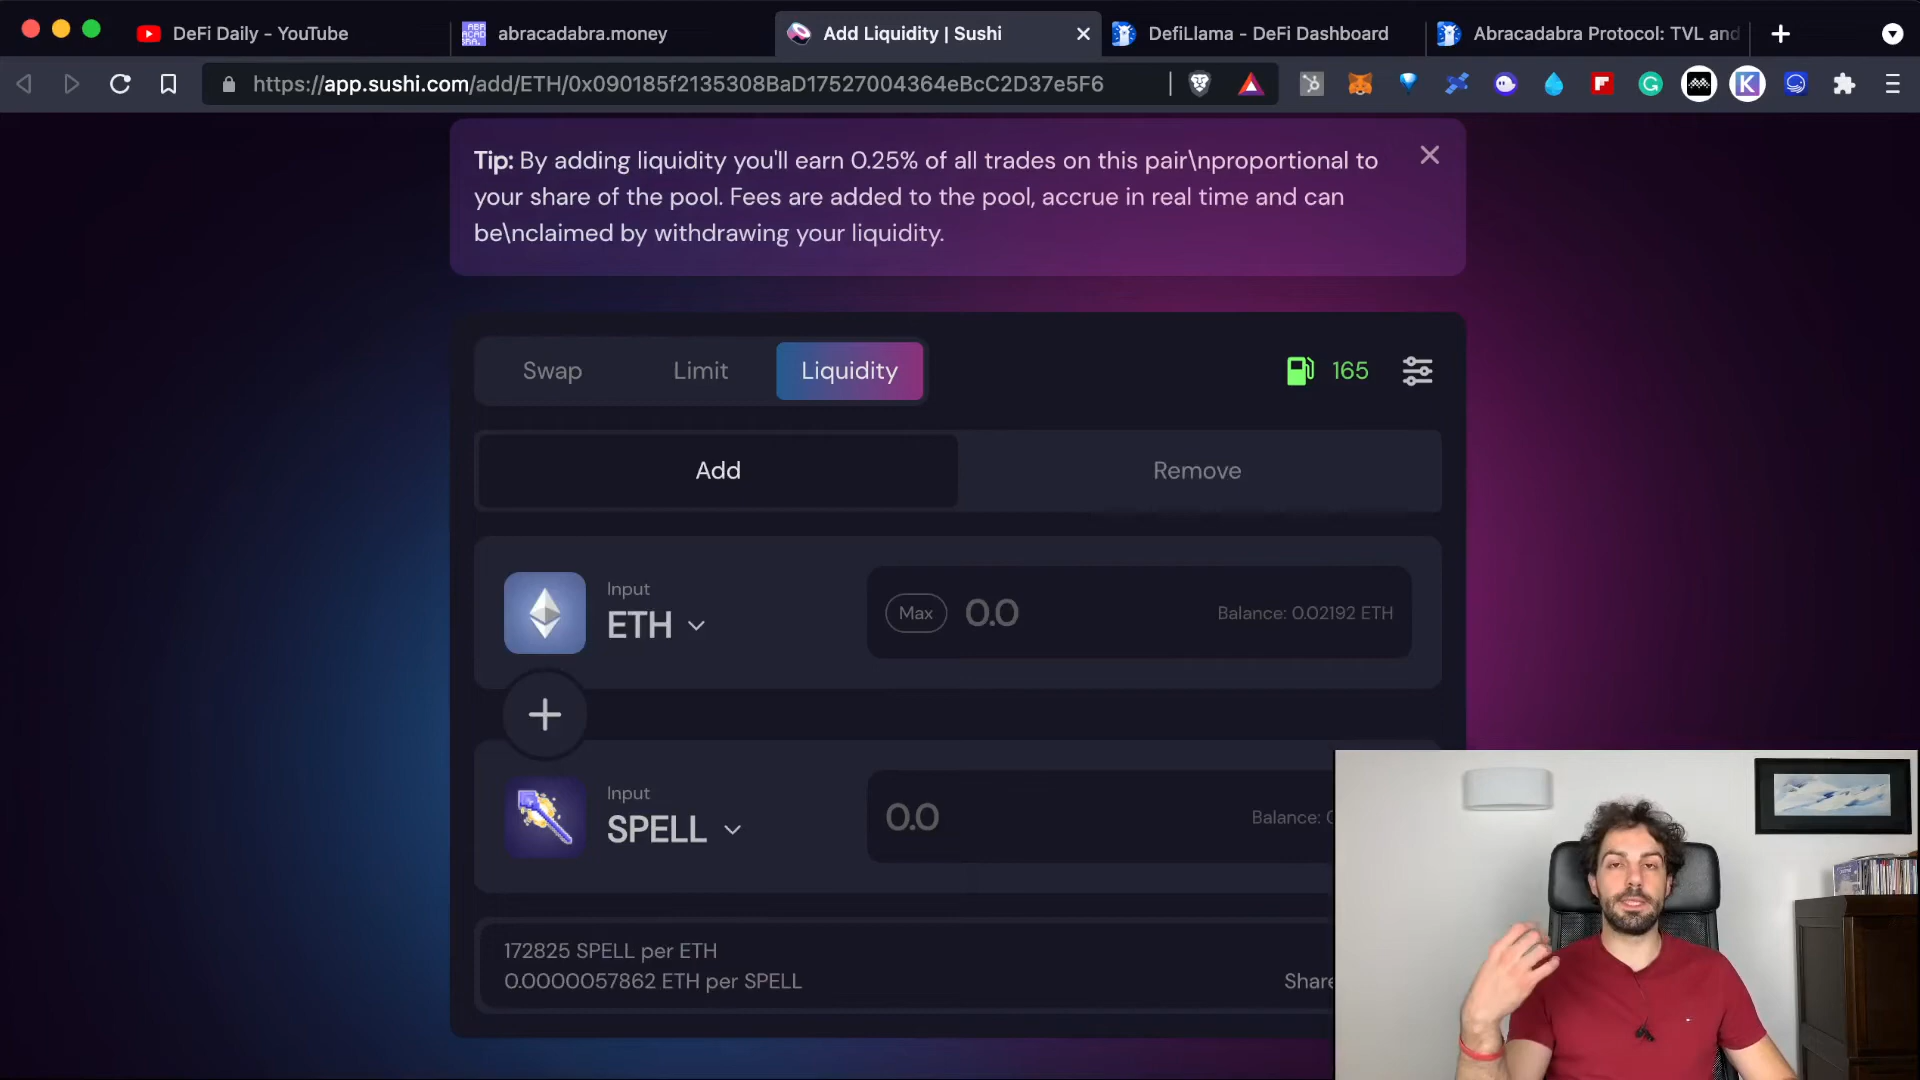 DeFi Daily - YouTube
abracadabra.money
Add Liquidity | Sushi
DefiLlama - DeFi Dashboard
Abracadabra Protocol: TVL and
https://app.sushi.com/add/ETH/0x090185f2135308BaD17527004364eBcC2D37e5F6
Tip: By adding liquidity you'll earn 0.25% of all trades on this pair\nproportional to
your share of the pool. Fees are added to the pool, accrue in real time and can
be\nclaimed by withdrawing your liquidity.
Swap
Limit
Liquidity
165
Add
Remove
Input
ETH
Max
0.0
Balance: 0.02192 ETH
Input
SPELL
0.0
Balance:
172825 SPELL per ETH
0.0000057862 ETH per SPELL
Share